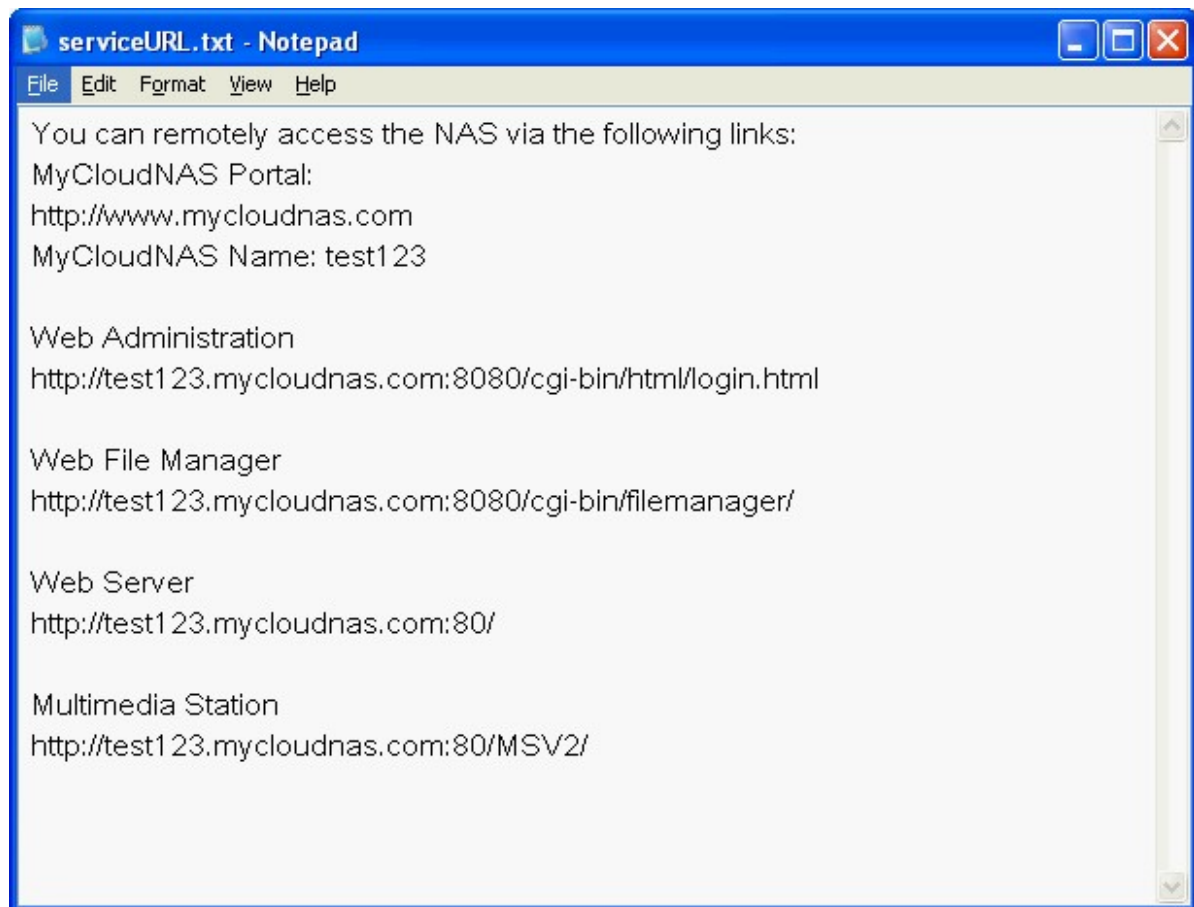 serviceURL.txt - Notepad
File Edit Format View Help
You can remotely access the NAS via the following links:
MyCloudNAS Portal:
http://www.mycloudnas.com
MyCloudNAS Name: test123
Web Administration
http://test123.mycloudnas.com:8080/cgi-bin/html/login.html
Web File Manager
http://test123.mycloudnas.com:8080/cgi-bin/filemanager/
Web Server
http://test123.mycloudnas.com:80/
Multimedia Station
http://test123.mycloudnas.com:80/MSV2/